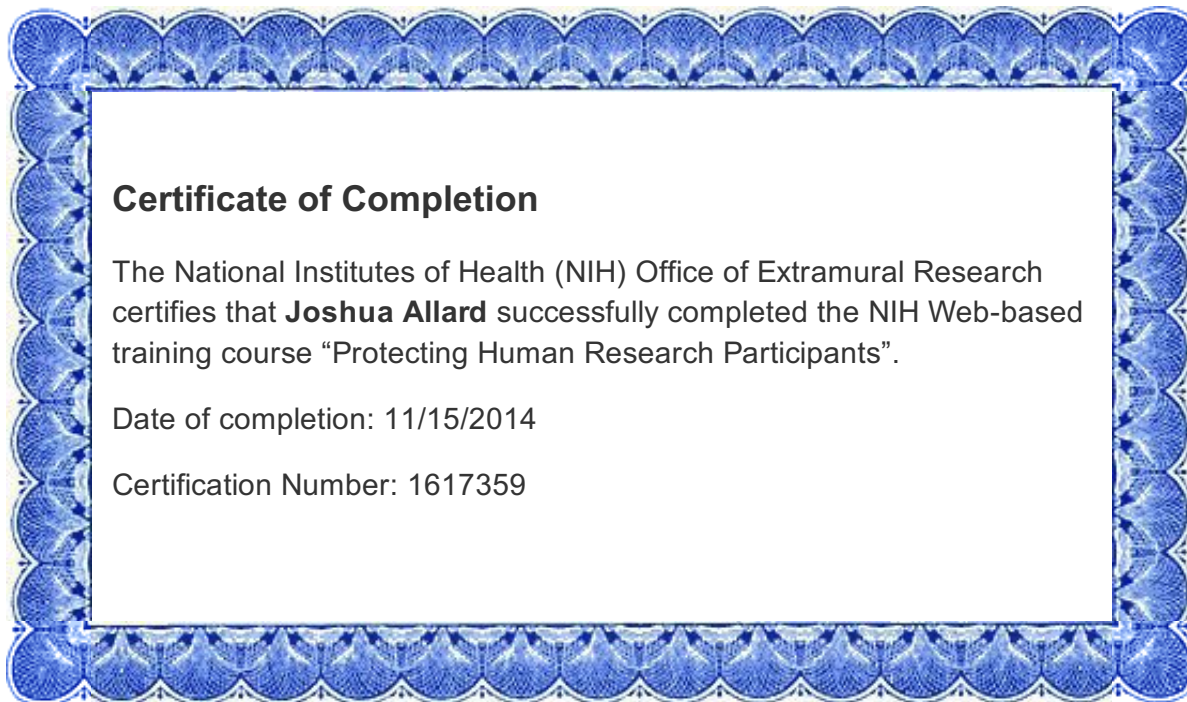 Certificate of Completion
The National Institutes of Health (NIH) Office of Extramural Research
certifies that Joshua Allard successfully completed the NIH Web-based
training course “Protecting Human Research Participants”.
Date of completion: 11/15/2014
Certification Number: 1617359